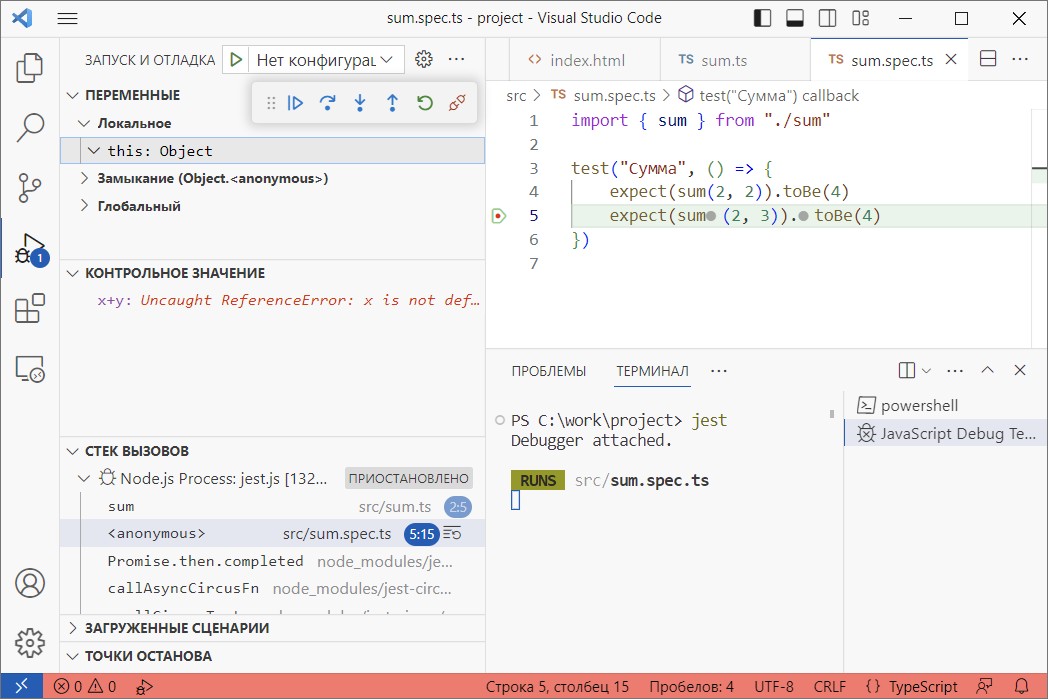 sum.spec.ts - project - Visual Studio Code
ЗАПУСК И ОТЛАДКА Нет конфигурац
index.html
TS sum.ts
TS sum.spec.ts
src > TS sum.spec.ts > test("Сумма") callback
ПЕРЕМЕННЫЕ
Локальное
this: Object
Замыкание (Object.<anonymous>)
Глобальный
1 import { sum } from "./sum"
2
3 test("Сумма", () => {
4 expect(sum(2, 2)).toBe(4)
5 expect(sum (2, 3)). toBe(4)
6 })
7
КОНТРОЛЬНОЕ ЗНАЧЕНИЕ
x+y: Uncaught ReferenceError: x is not def…
СТЕК ВЫЗОВОВ
Node.js Process: jest.js [132... ПРИОСТАНОВЛЕНО
sum src/sum.ts 2:5
<anonymous> src/sum.spec.ts 5:15
Promise.then.completed node_modules/je...
callAsyncCircusFn node_modules/jest-circ...
ЗАГРУЖЕННЫЕ СЦЕНАРИИ
ТОЧКИ ОСТАНОВА
1
ПРОБЛЕМЫ ТЕРМИНАЛ ...
PS C:\work\project> jest
Debugger attached.
RUNS src/sum.spec.ts
powershell
JavaScript Debug Te...
0 0
Строка 5, столбец 15 Пробелов: 4 UTF-8 CRLF {} TypeScript